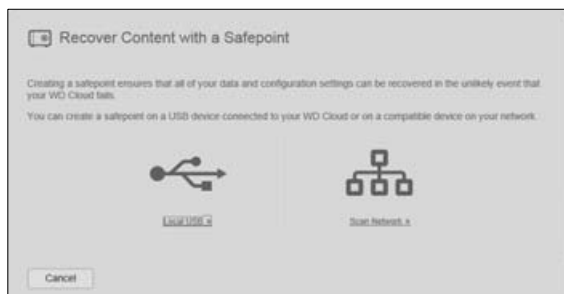 Recover Content with a Safepoint
Creating a safepoint ensures that all of your data and configuration settings can be recovered in the unlikely event that
your WD Cloud fails.
You can create a safepoint on a USB device connected to your WD Cloud or on a compatible device on your network.
Local USB »
Scan Network »
Cancel